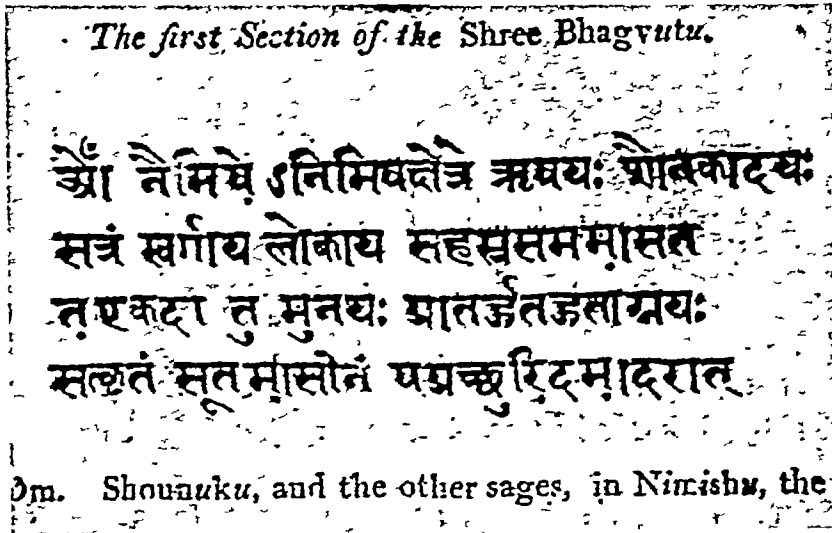 The first Section of the Shree Bhagvutu.
ओँ नैमिषे ऽनिमिषक्षेत्रे ऋषयः शौनकादयः
सत्रं स्वर्गाय लोकाय सहस्रसममासत
त एकदा तु मुनयः प्रातर्हुतहुताग्नयः
सत्कृतं सूतमासीनं पप्रच्छुरिदमादरात्
Om. Shounuku, and the other sages, in Nimishu, the